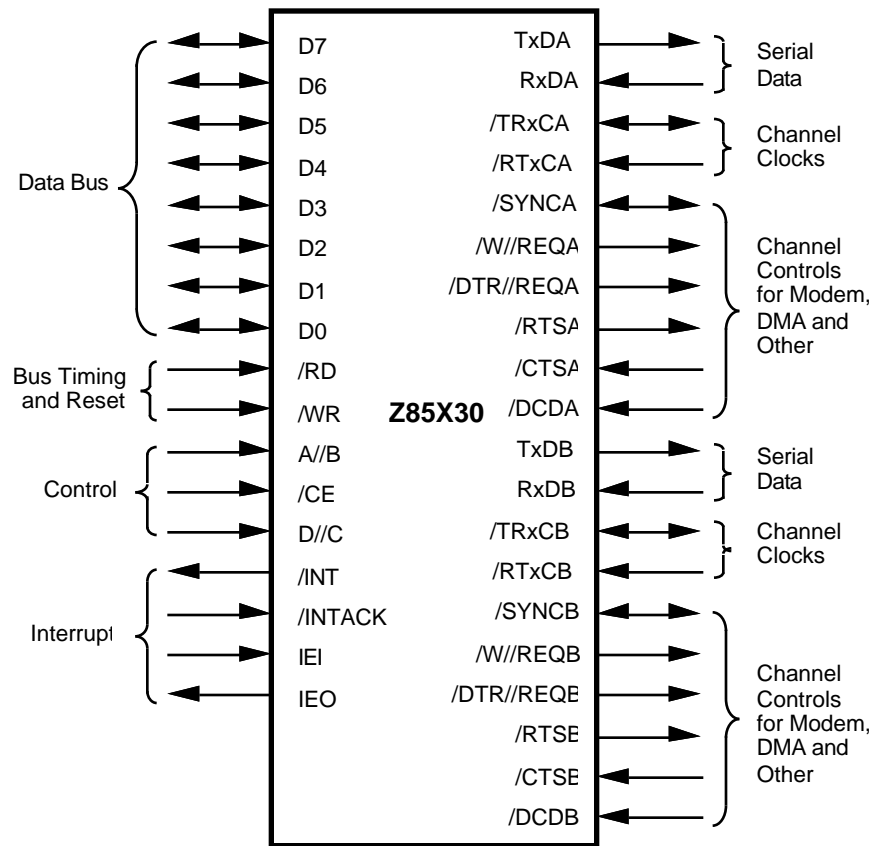 Data Bus
Bus Timing
and Reset
Control
Interrupt
D7
D6
D5
D4
D3
D2
D1
D0
/RD
/WR
A//B
/CE
D//C
/INT
/INTACK
IEI
IEO
Z85X30
TxDA
RxDA
/TRxCA
/RTxCA
/SYNCA
/W//REQA
/DTR//REQA
/RTSA
/CTSA
/DCDA
TxDB
RxDB
/TRxCB
/RTxCB
/SYNCB
/W//REQB
/DTR//REQB
/RTSB
/CTSB
/DCDB
Serial
Data
Channel
Clocks
Channel
Controls
for Modem,
DMA and
Other
Serial
Data
Channel
Clocks
Channel
Controls
for Modem,
DMA and
Other